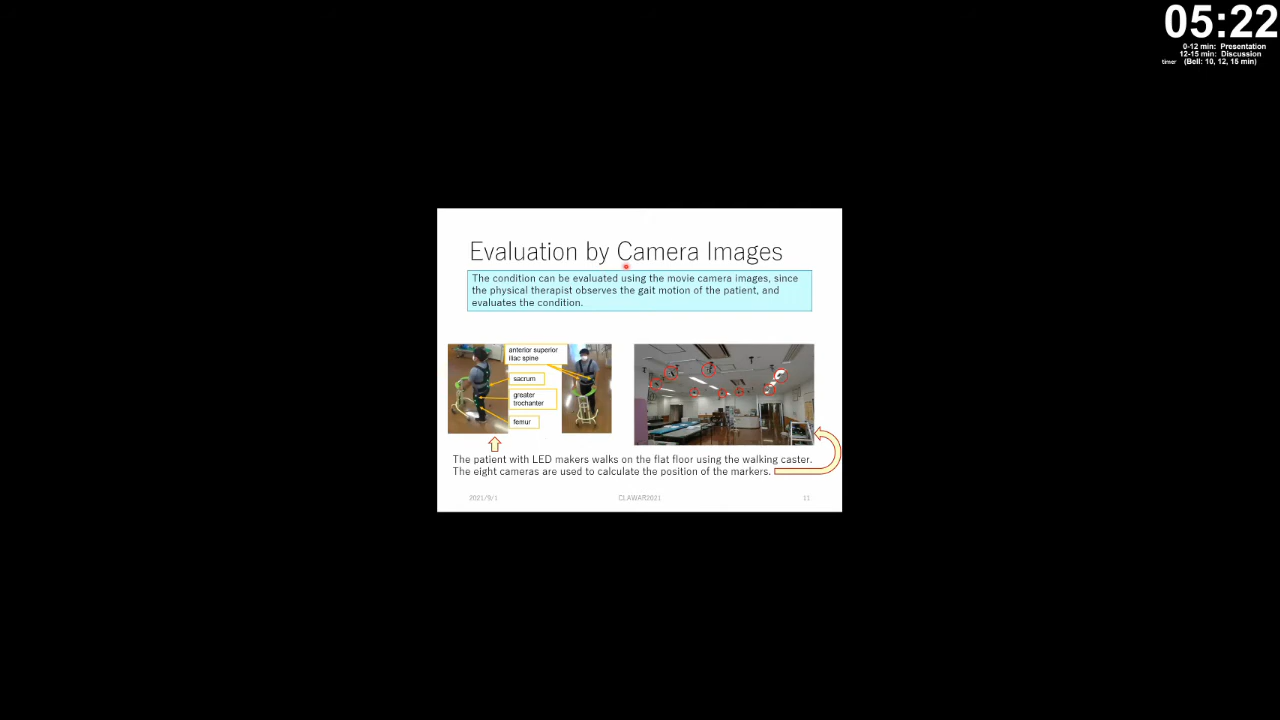 05:22
0-12 min: Presentation
12-15 min: Discussion
timer (Bell: 10, 12, 15 min)
Evaluation by Camera Images
The condition can be evaluated using the movie camera images, since
the physical therapist observes the gait motion of the patient, and
evaluates the condition.
anterior superior
iliac spine
sacrum
greater
trochanter
femur
The patient with LED makers walks on the flat floor using the walking caster.
The eight cameras are used to calculate the position of the markers.
2021/9/1
CLAWAR2021
11